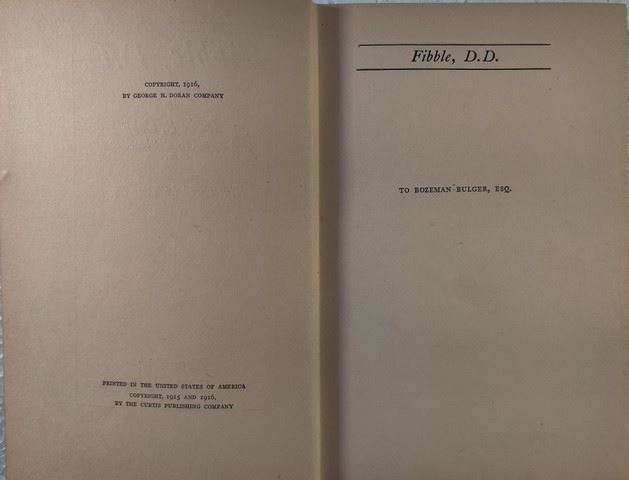 COPYRIGHT, 1916,
BY GEORGE H. DORAN COMPANY
PRINTED IN THE UNITED STATES OF AMERICA
COPYRIGHT, 1915 AND 1916,
BY THE CURTIS PUBLISHING COMPANY
Fibble, D.D.
TO BOZEMAN BULGER, ESQ.